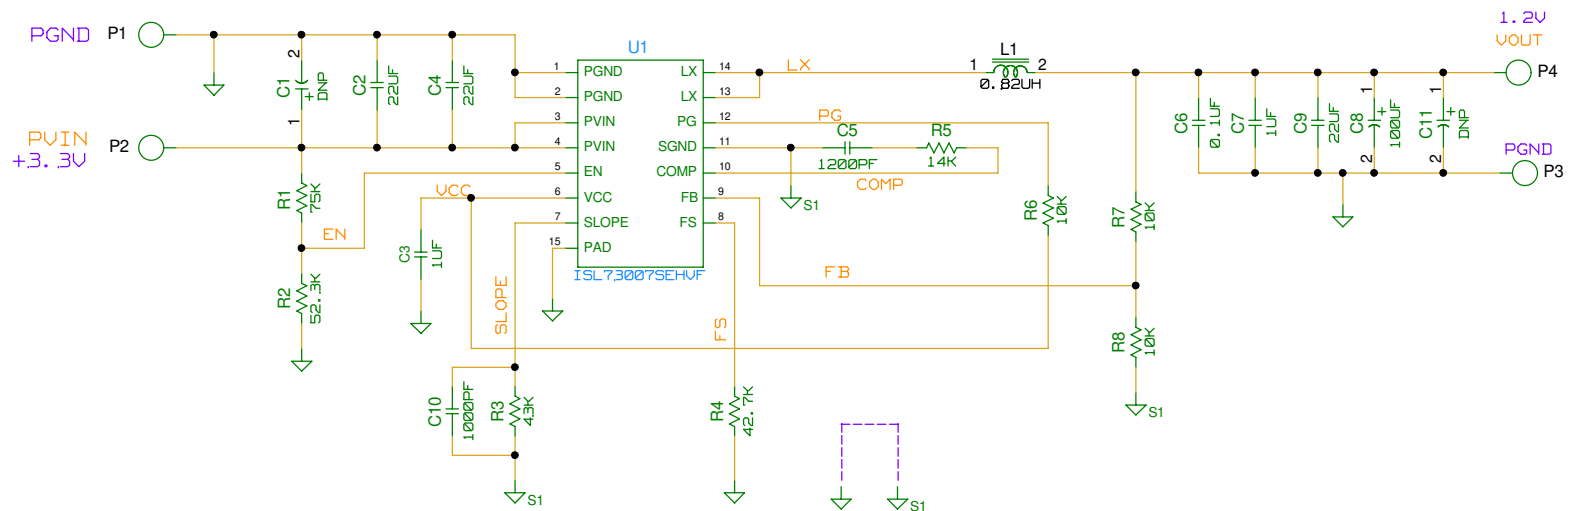 PGND P1
PVIN P2
+3.3V
2
C1
DNP
+
1
C2
22UF
C4
22UF
R1
75K
EN
R2
52.3K
VCC
C3
1UF
SLOPE
C10
1000PF
R3
43K
S1
U1
1 PGND LX 14
2 PGND LX 13
3 PVIN PG 12
4 PVIN SGND 11
5 EN COMP 10
6 VCC FB 9
7 SLOPE FS 8
15 PAD
ISL73007SEHVF
LX
PG
C5
1200PF
R5
14K
COMP
S1
FS
R4
42.7K
FB
S1
L1
1 2
0.82UH
R6
10K
R7
10K
R8
10K
S1
C6
0.1UF
C7
1UF
C9
22UF
1
C8
+
100UF
2
1
C11
+
DNP
2
1.2V
VOUT
P4
PGND
P3